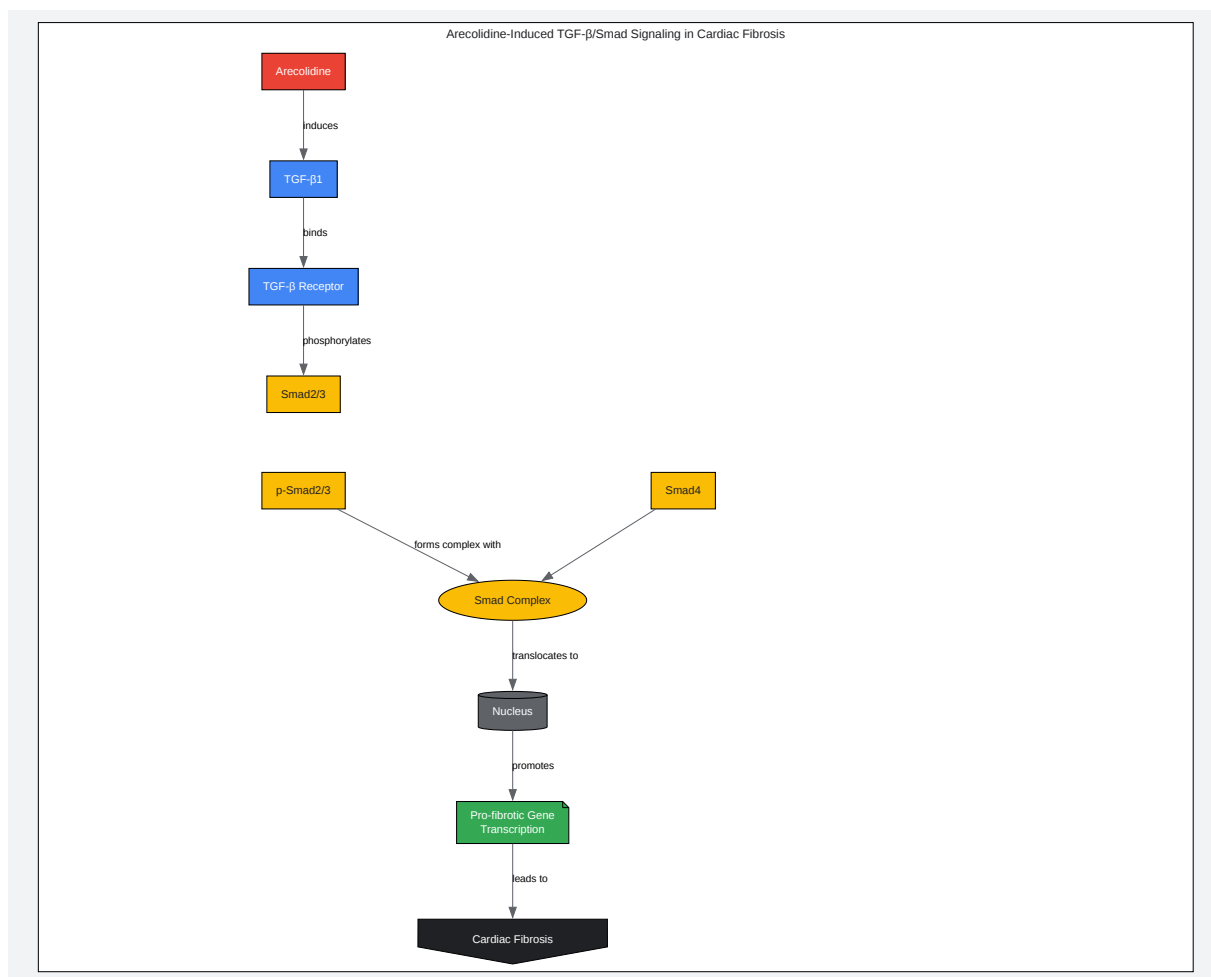 Arecolidine-Induced TGF-β/Smad Signaling in Cardiac Fibrosis
Arecolidine
induces
TGF-β1
binds
TGF-β Receptor
phosphorylates
Smad2/3
p-Smad2/3
Smad4
forms complex with
Smad Complex
translocates to
Nucleus
promotes
Pro-fibrotic Gene
Transcription
leads to
Cardiac Fibrosis